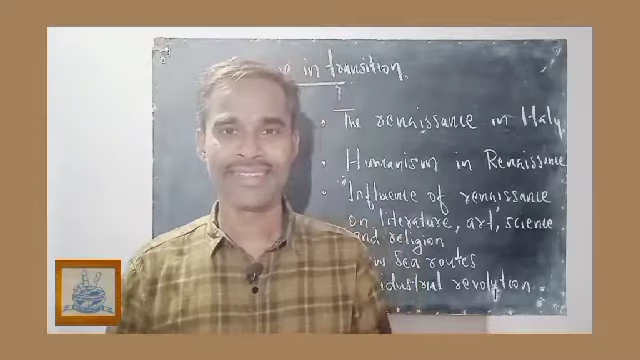 in transition
• The renaissance in Italy,
• Humanism in Renaissance
• Influence of renaissance
on literature, art, science
and religion
Sea routes
industrial revolution.